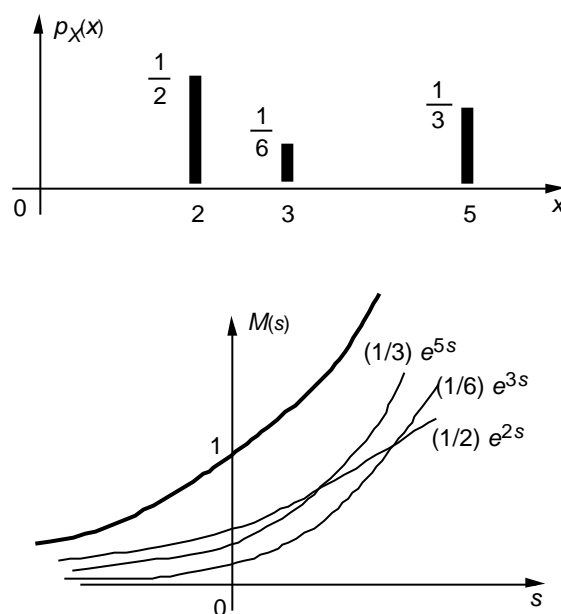 p_X(x)
1/2
1/6
1/3
0 2 3 5 x
M(s)
(1/3) e^{5s}
(1/6) e^{3s}
(1/2) e^{2s}
1
0 s